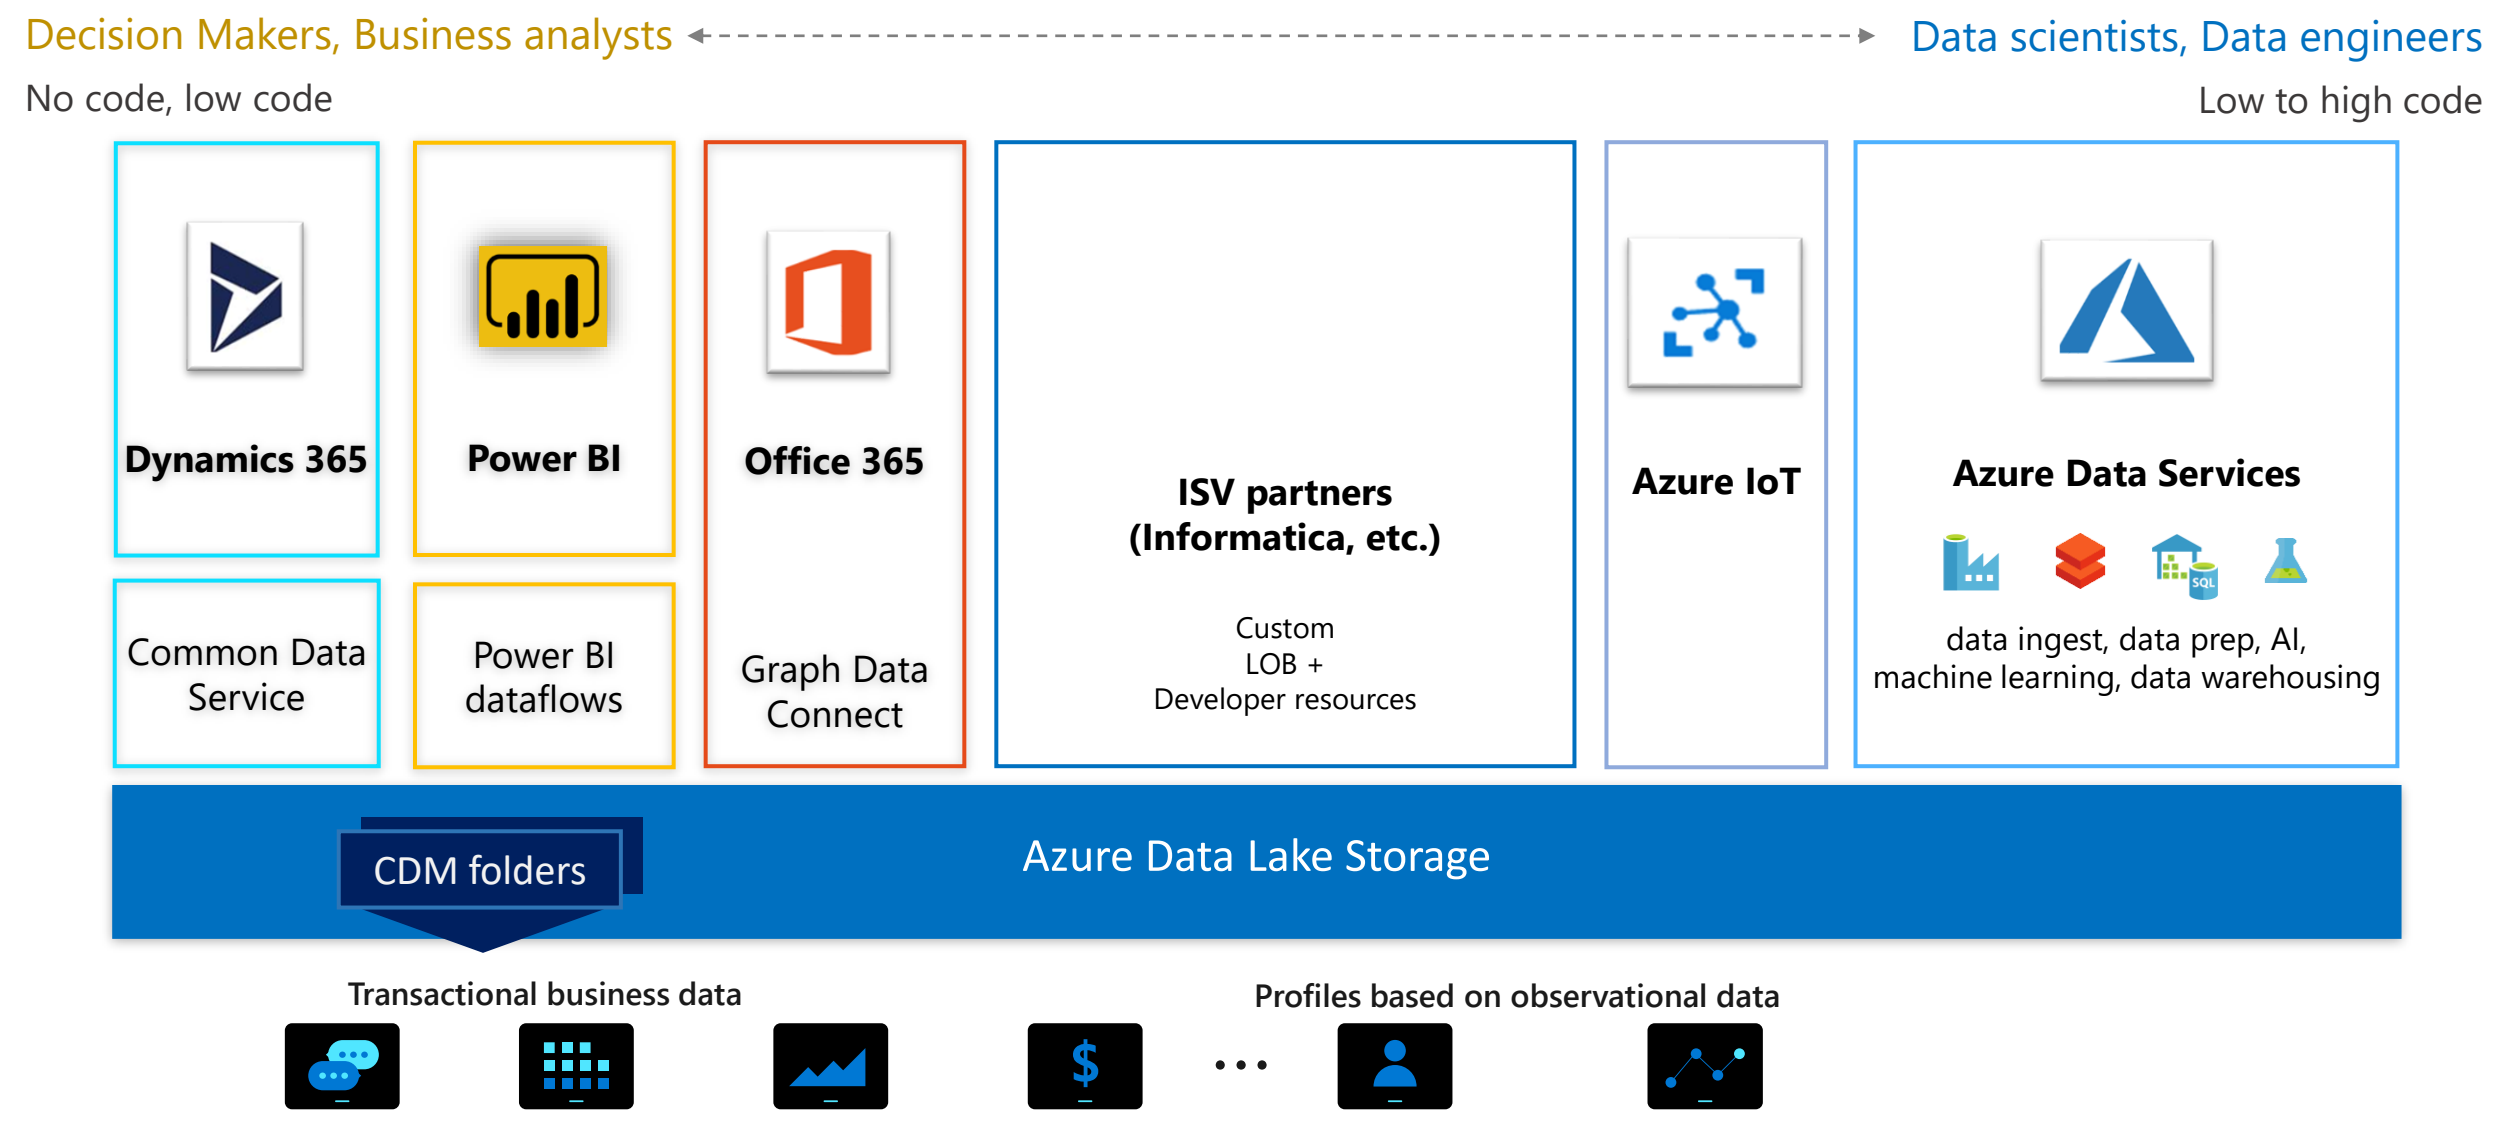 Decision Makers, Business analysts
Data scientists, Data engineers
No code, low code
Low to high code
Dynamics 365
Common Data
Service
Power BI
Power BI
dataflows
Office 365
Graph Data
Connect
ISV partners
(Informatica, etc.)
Custom
LOB +
Developer resources
Azure IoT
Azure Data Services
SQL
data ingest, data prep, AI,
machine learning, data warehousing
CDM folders
Azure Data Lake Storage
Transactional business data
Profiles based on observational data
$
...